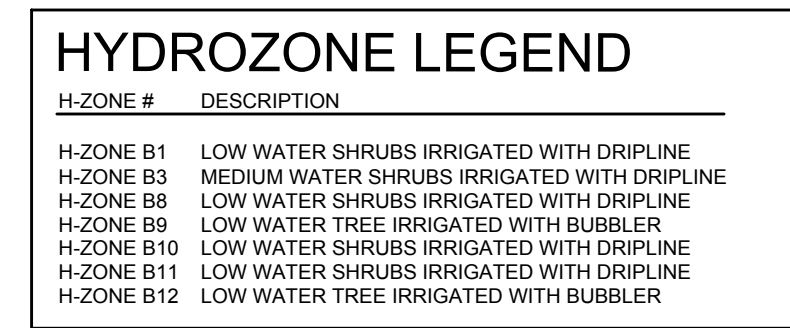 HYDROZONE LEGEND
H-ZONE # DESCRIPTION
H-ZONE B1 LOW WATER SHRUBS IRRIGATED WITH DRIPLINE
H-ZONE B3 MEDIUM WATER SHRUBS IRRIGATED WITH DRIPLINE
H-ZONE B8 LOW WATER SHRUBS IRRIGATED WITH DRIPLINE
H-ZONE B9 LOW WATER TREE IRRIGATED WITH BUBBLER
H-ZONE B10 LOW WATER SHRUBS IRRIGATED WITH DRIPLINE
H-ZONE B11 LOW WATER SHRUBS IRRIGATED WITH DRIPLINE
H-ZONE B12 LOW WATER TREE IRRIGATED WITH BUBBLER